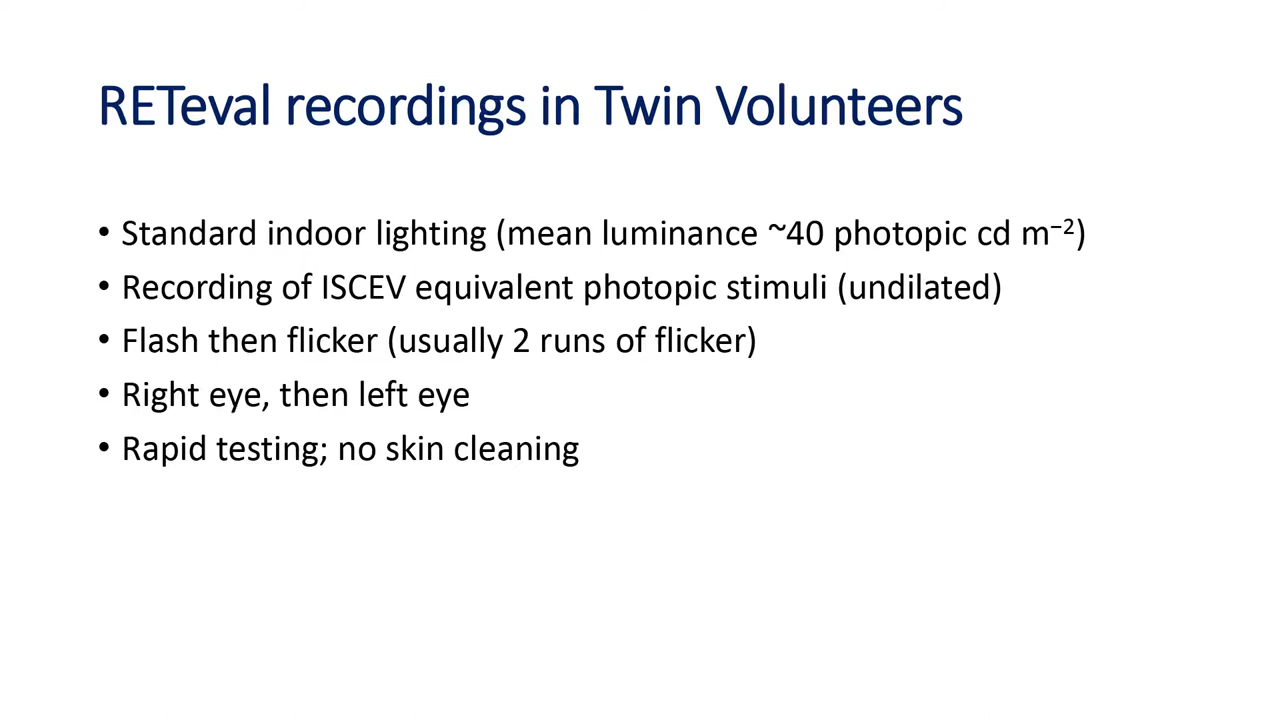 RETeval recordings in Twin Volunteers
• Standard indoor lighting (mean luminance ~40 photopic cd m⁻²)
• Recording of ISCEV equivalent photopic stimuli (undilated)
• Flash then flicker (usually 2 runs of flicker)
• Right eye, then left eye
• Rapid testing; no skin cleaning